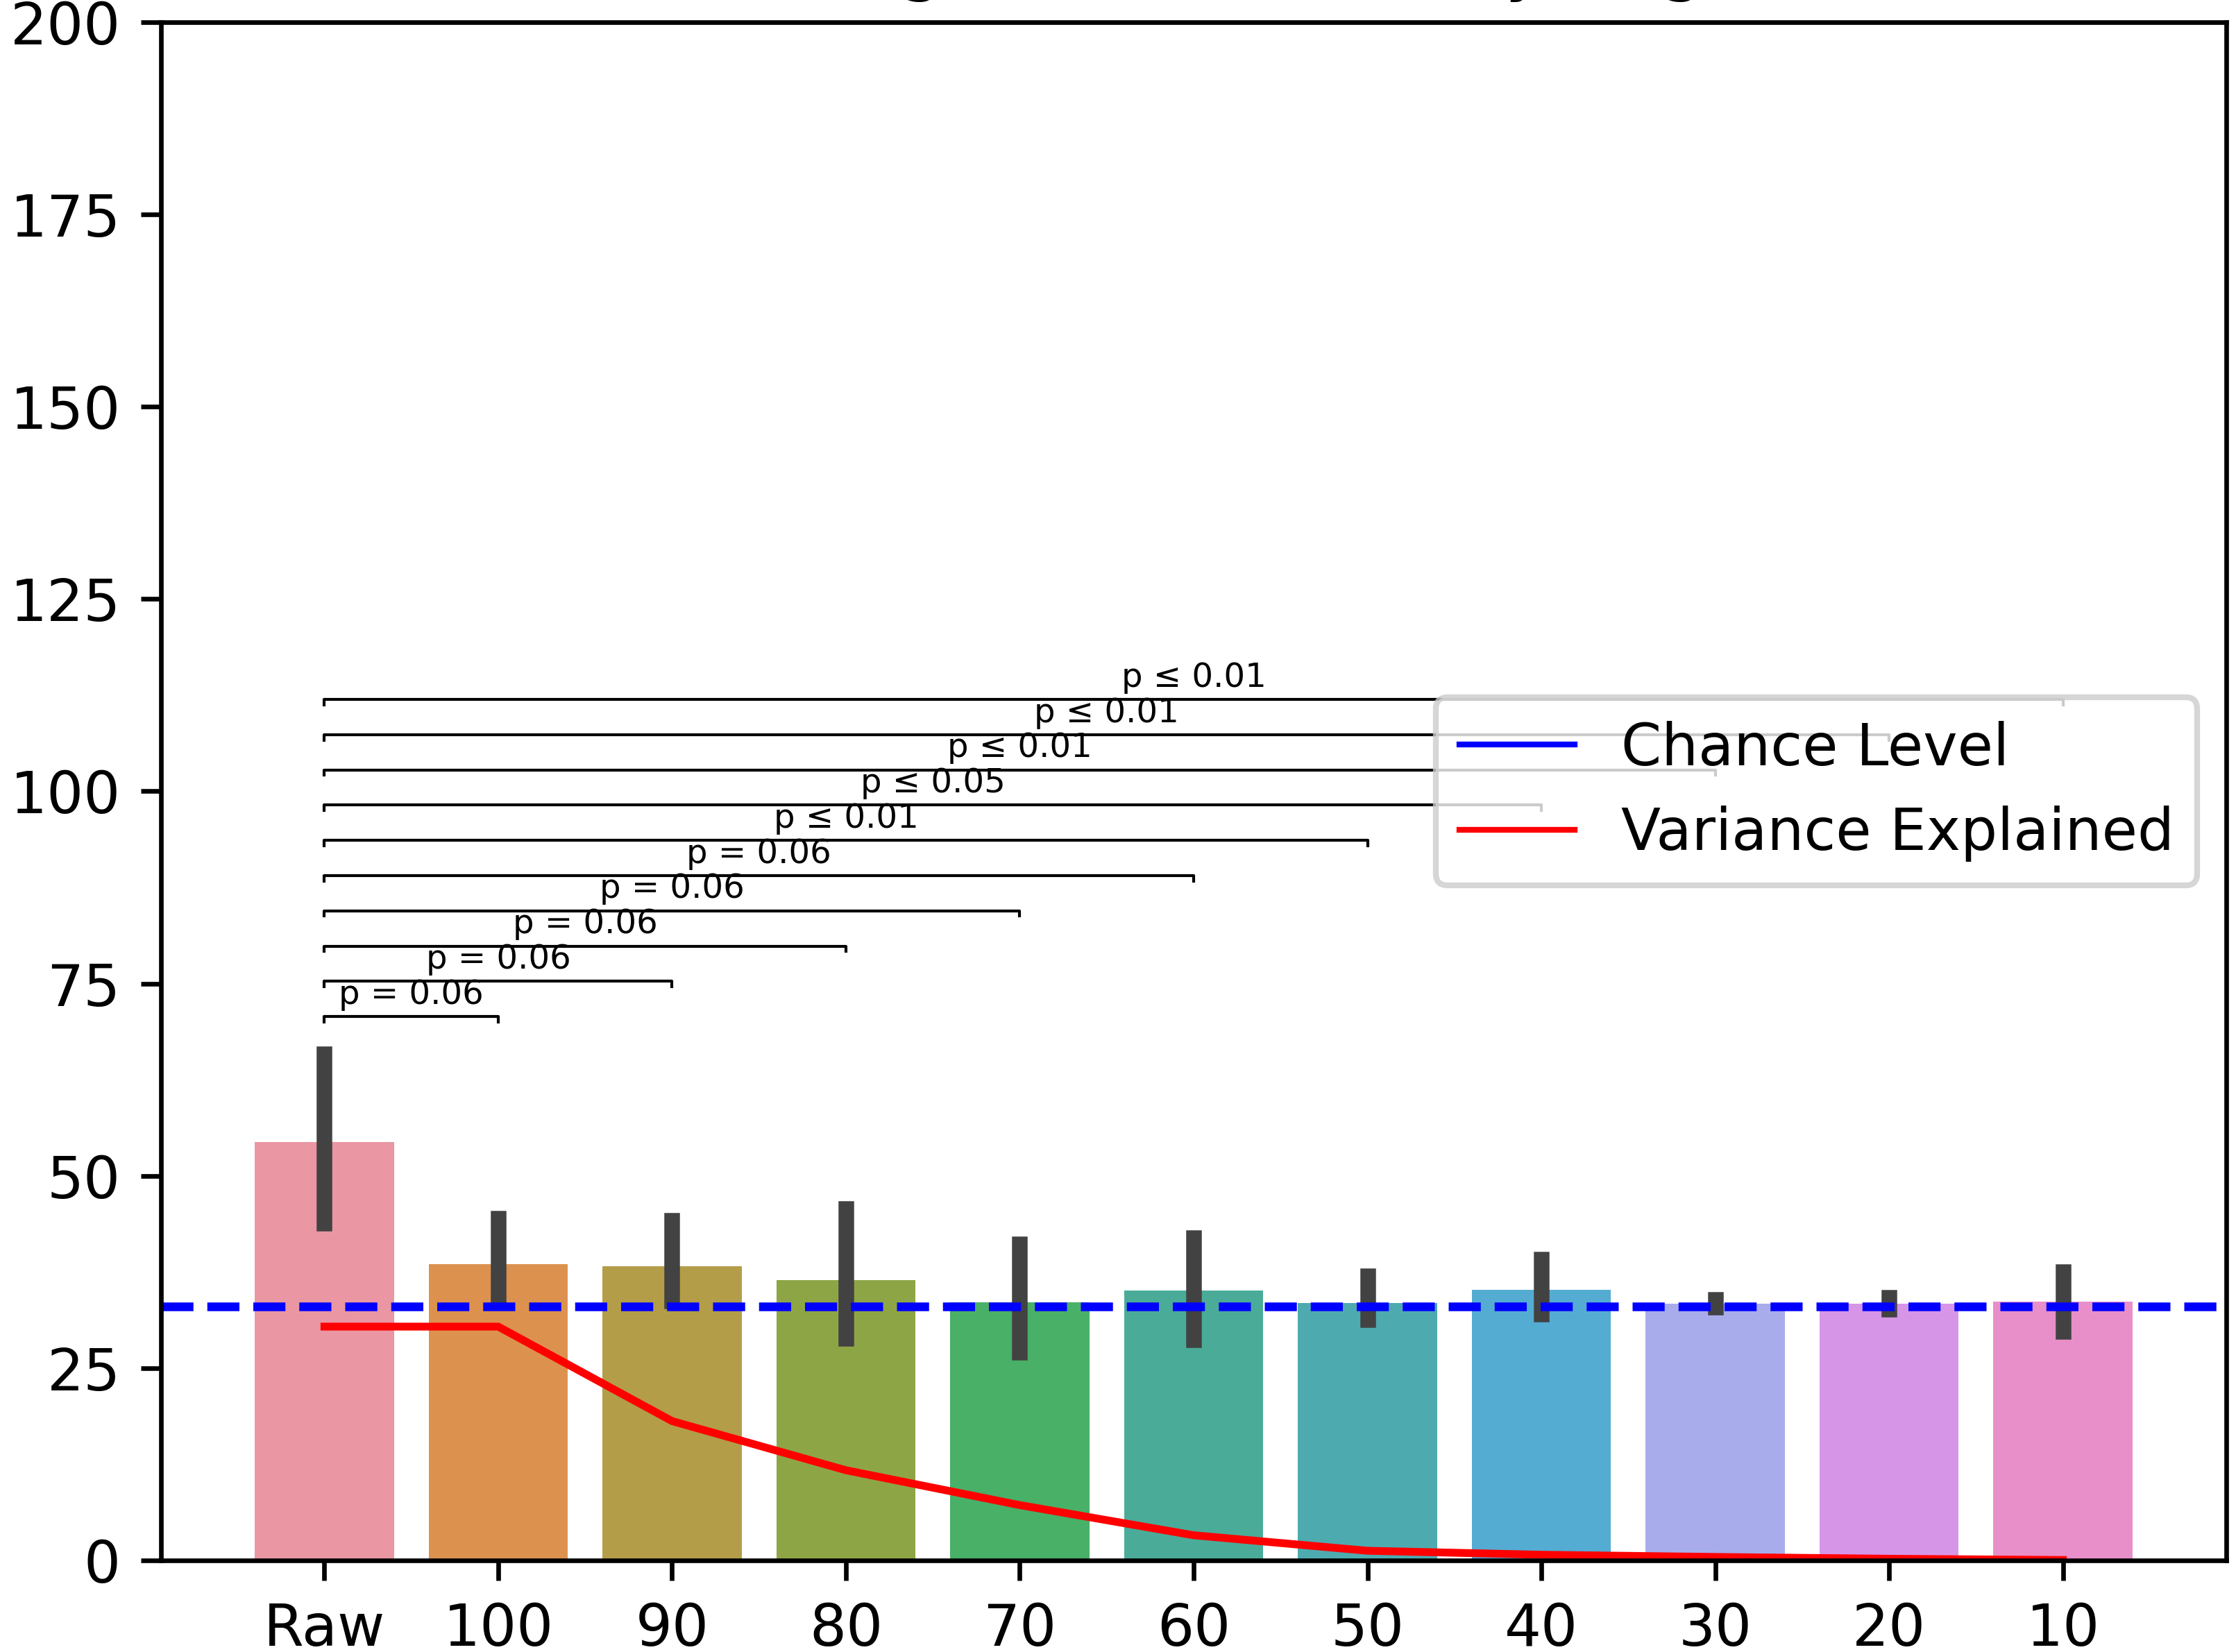 200
175
150
125
100
75
50
25
0
p ≤ 0.01
p ≤ 0.01
p ≤ 0.01
p ≤ 0.05
p ≤ 0.01
p = 0.06
p = 0.06
p = 0.06
p = 0.06
p = 0.06
Chance Level
Variance Explained
Raw 100 90 80 70 60 50 40 30 20 10